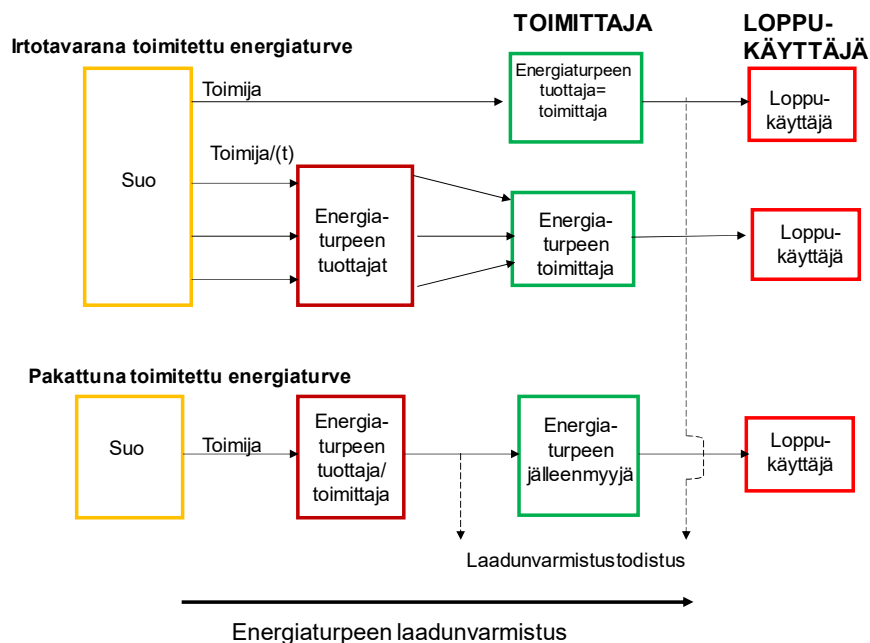 TOIMITTAJA
LOPPU-
KÄYTTÄJÄ
Irtotavarana toimitettu energiaturve
Suo
Toimija
Energiaturpeen
tuottaja=
toimittaja
Loppu-
käyttäjä
Toimija/(t)
Energia-
turpeen
tuottajat
Energia-
turpeen
toimittaja
Loppu-
käyttäjä
Pakattuna toimitettu energiaturve
Suo
Toimija
Energia-
turpeen
tuottaja/
toimittaja
Energia-
turpeen
jälleenmyyjä
Loppu-
käyttäjä
Laadunvarmistustodistus
Energiaturpeen laadunvarmistus